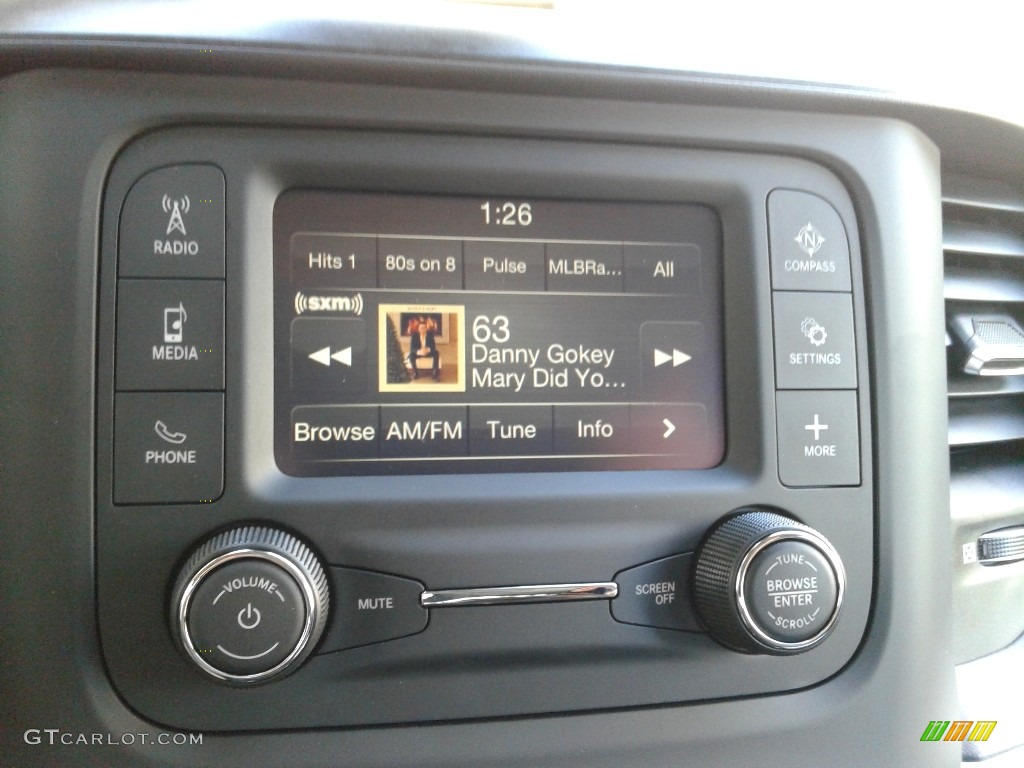 1:26
RADIO
MEDIA
PHONE
Hits 1
80s on 8
Pulse
MLBRa...
All
((sxm))
63
Danny Gokey
Mary Did Yo...
Browse
AM/FM
Tune
Info
>
N
COMPASS
SETTINGS
MORE
VOLUME
MUTE
SCREEN
OFF
TUNE
BROWSE
ENTER
SCROLL
GTCARLOT.COM